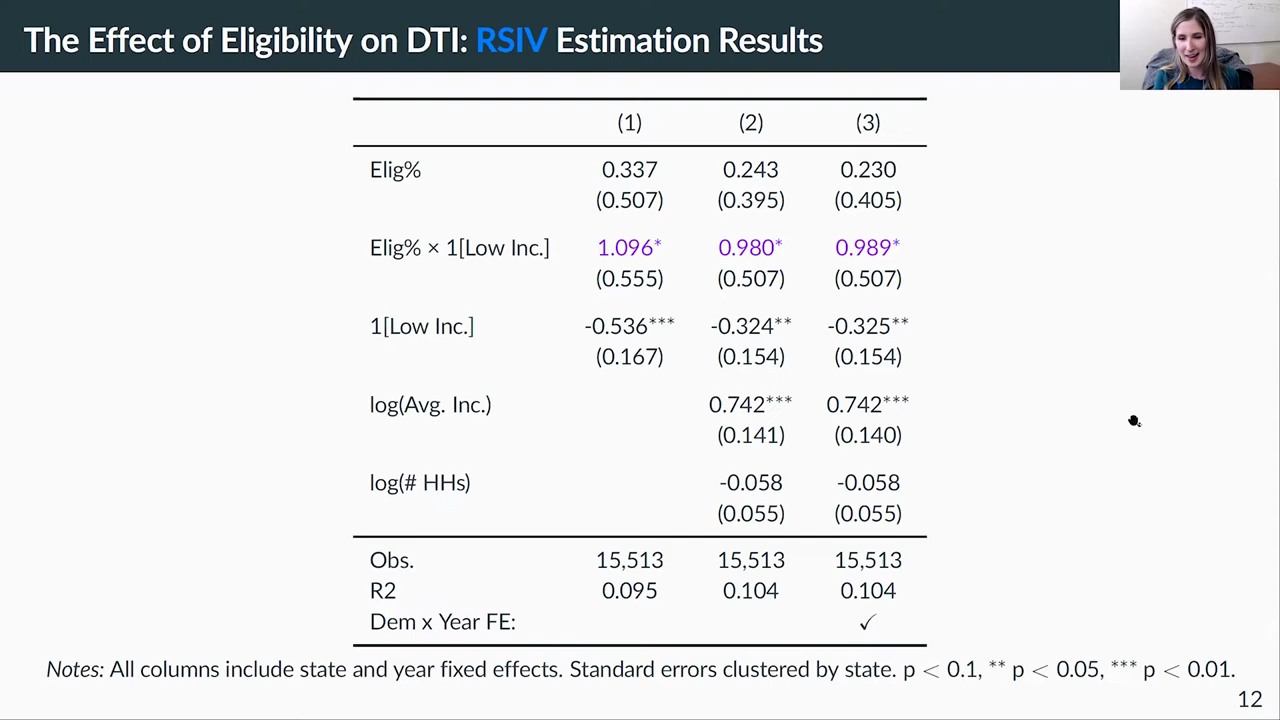 The Effect of Eligibility on DTI: RSIV Estimation Results
(1) (2) (3)
Elig% 0.337 0.243 0.230
(0.507) (0.395) (0.405)
Elig% × 1[Low Inc.] 1.096* 0.980* 0.989*
(0.555) (0.507) (0.507)
1[Low Inc.] -0.536*** -0.324** -0.325**
(0.167) (0.154) (0.154)
log(Avg. Inc.) 0.742*** 0.742***
(0.141) (0.140)
log(# HHs) -0.058 -0.058
(0.055) (0.055)
Obs. 15,513 15,513 15,513
R2 0.095 0.104 0.104
Dem x Year FE: ✓
Notes: All columns include state and year fixed effects. Standard errors clustered by state. p < 0.1, ** p < 0.05, *** p < 0.01.
12